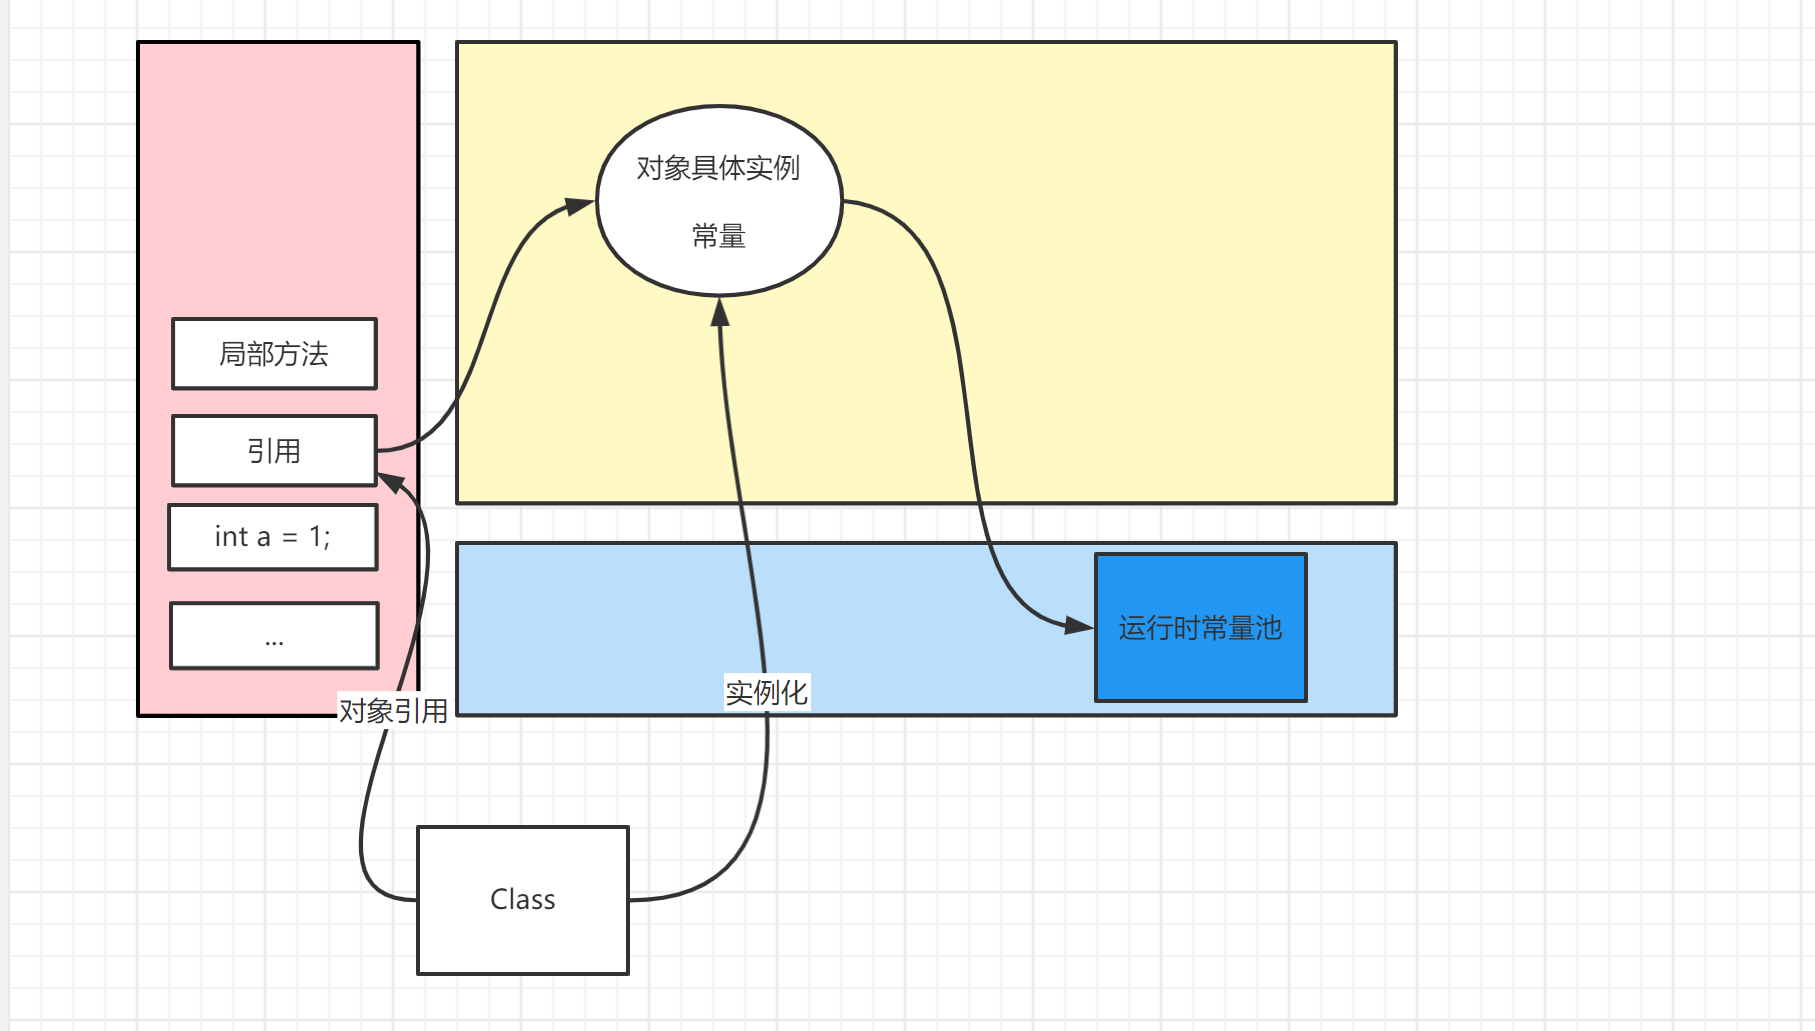 对象具体实例
常量
局部方法
引用
int a = 1;
...
运行时常量池
对象引用
实例化
Class